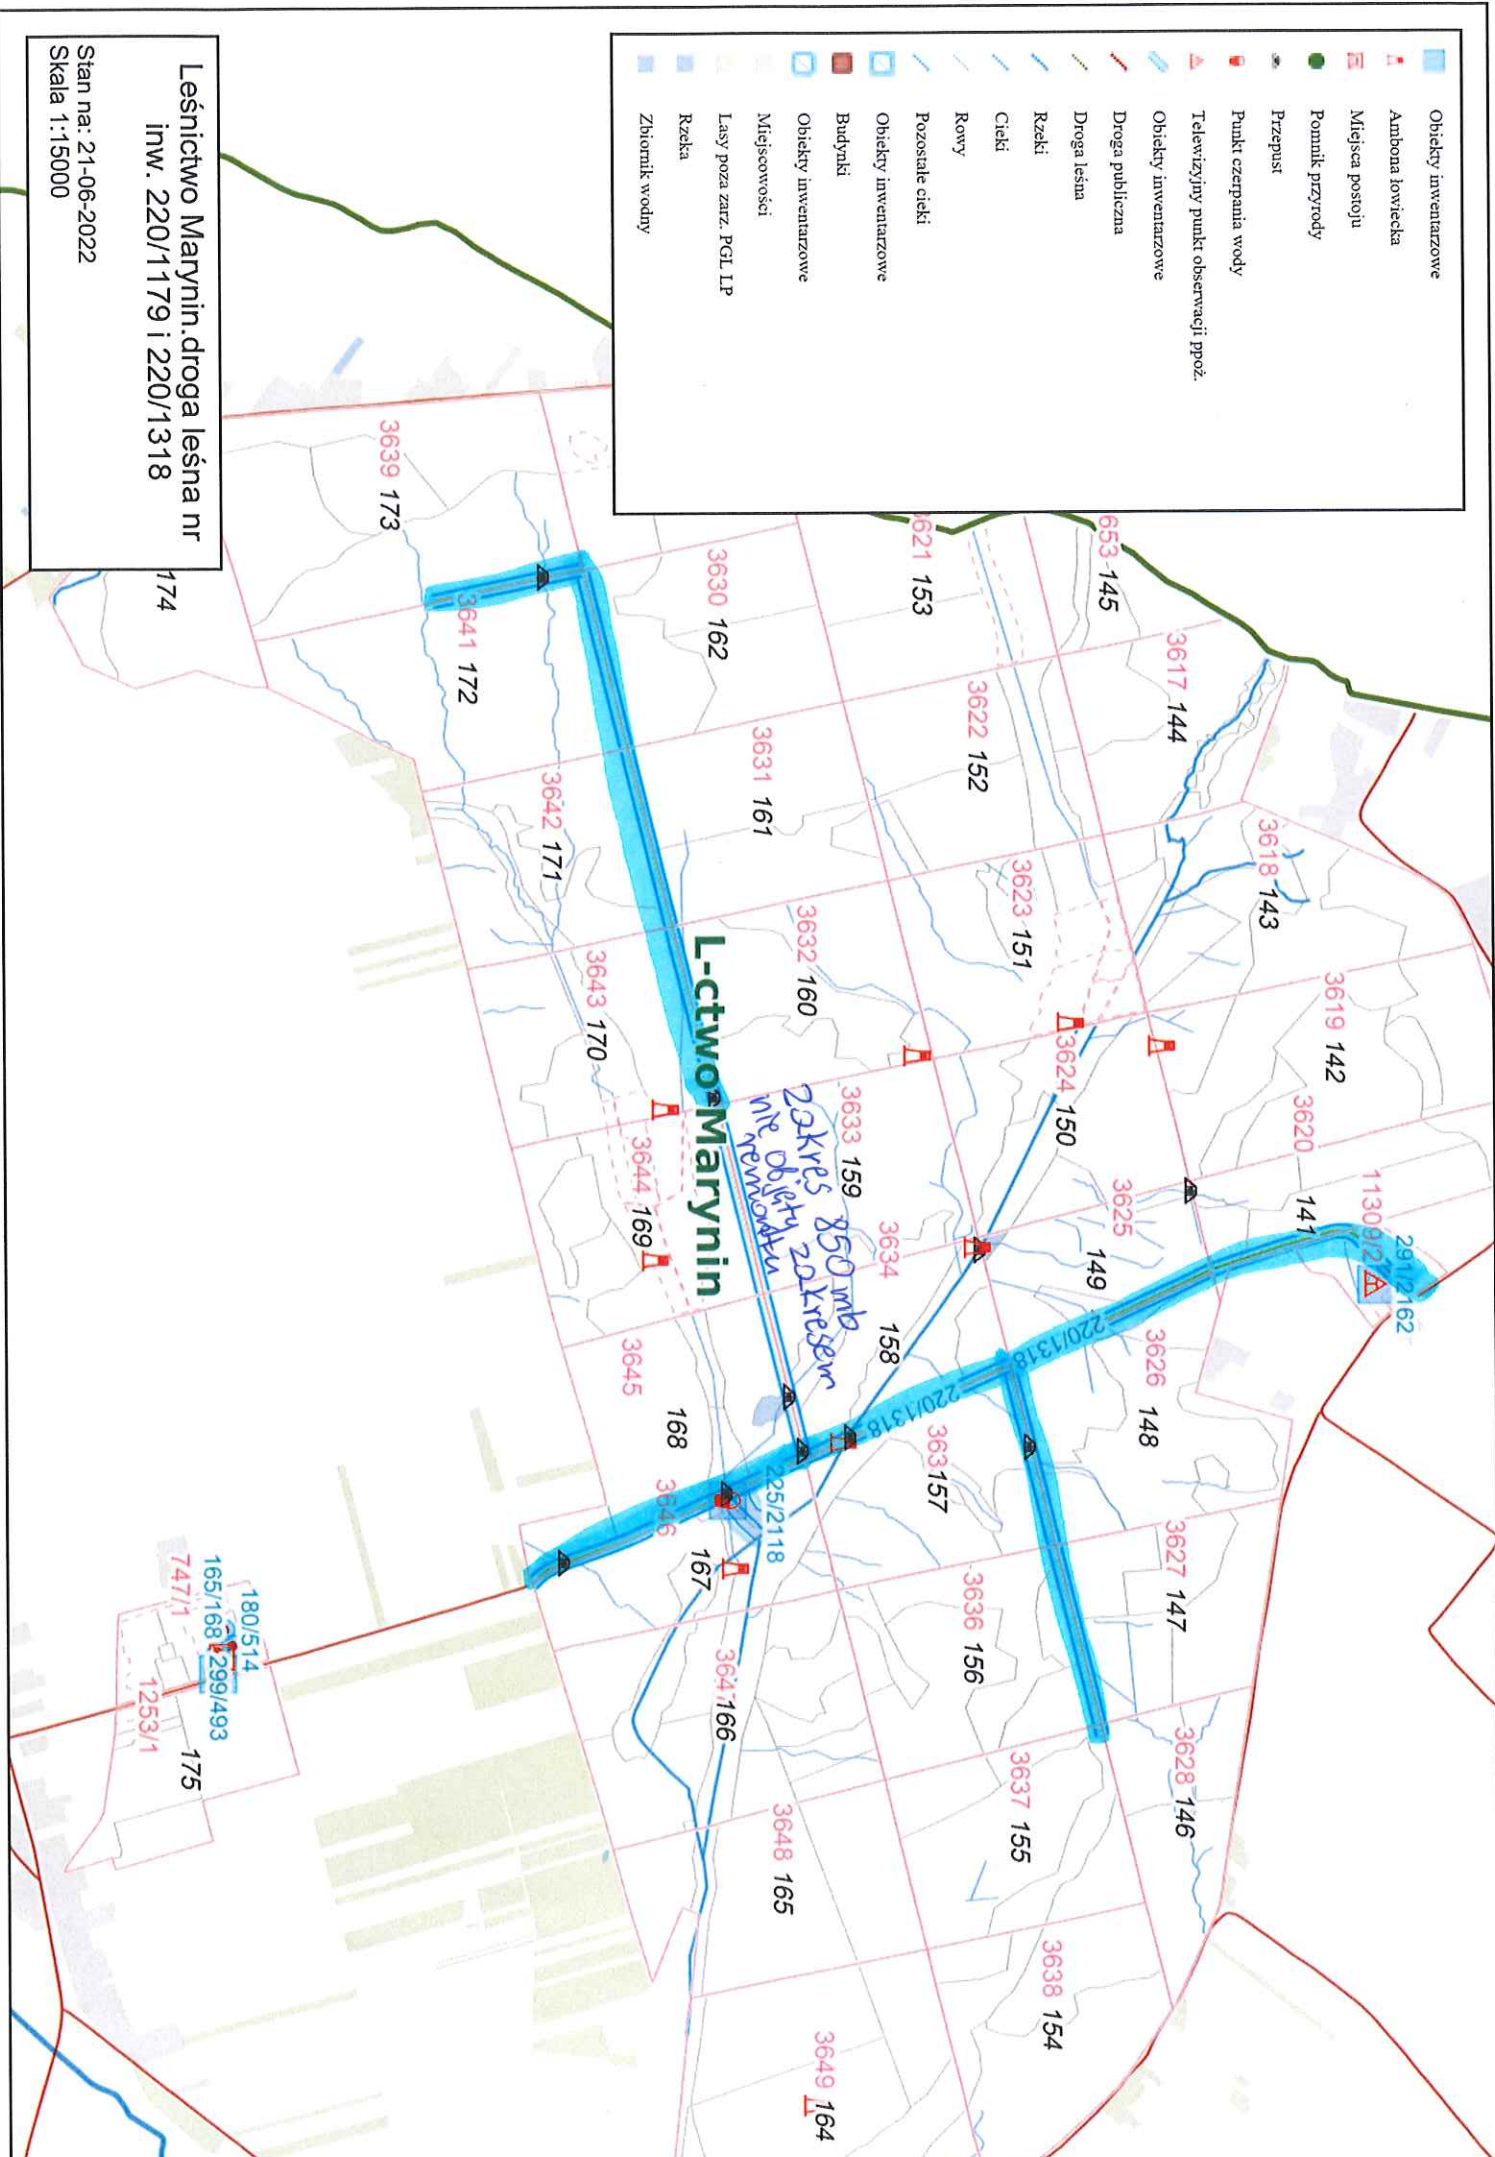 Leśnictwo Marynin.droga leśna nr
inw. 220/1179 i 220/1318
Stan na: 21-06-2022
Skala 1:15000
Obiekty inwentarzowe
Ambona łowiecka
Miejsca postoju
Pomnik przyrody
Przepust
Punkt czerpania wody
Telewizyjny punkt obserwacji ppoż.
Obiekty inwentarzowe
Droga publiczna
Droga leśna
Rzeki
Cieki
Rowy
Pozostałe cieki
Obiekty inwentarzowe
Budynki
Obiekty inwentarzowe
Miejscowości
Lasy poza zarz. PGL LP
Rzeka
Zbiornik wodny
291/2162
11309/2
141
3620
3619 142
3618 143
3617 144
653 145
3628 146
3627 147
3626 148
3625
149
3624 150
3623 151
3622 152
3621 153
3638 154
3637 155
3636 156
363 157
3634
158
3633 159
3632 160
3631 161
3630 162
220/1318
220/1318
zakres 850 mb
nie objęty zakresem
remontu
L-ctwo Marynin
225/2118
3649 164
3648 165
3647 166
3646
167
3645
168
3644 169
3643 170
3642 171
3641 172
3639 173
174
180/514
165/168
299/493
747/1
1253/1
175